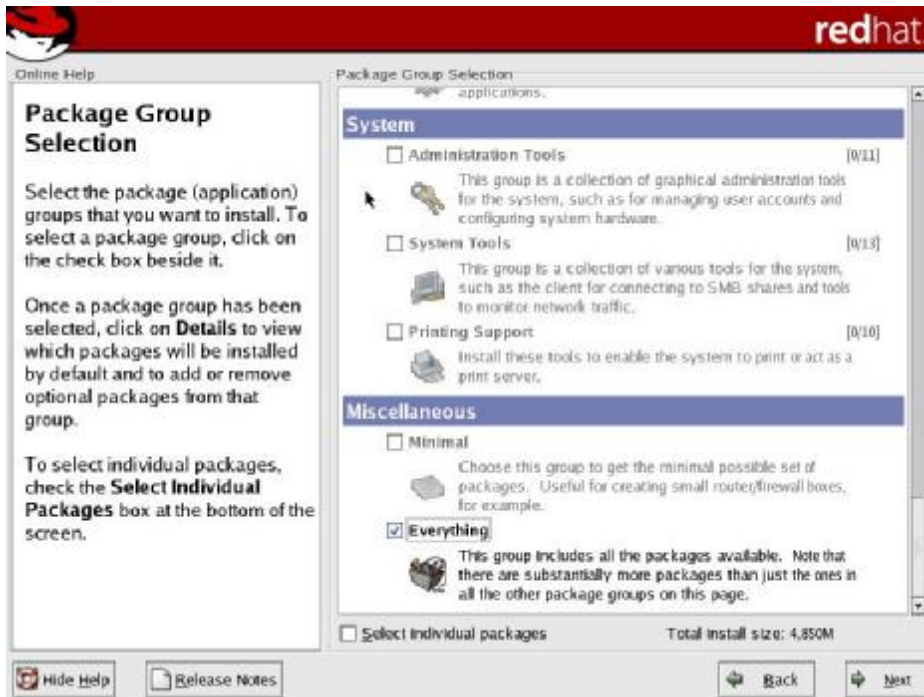 redhat
Online Help
Package Group
Selection
Select the package (application)
groups that you want to install. To
select a package group, click on
the check box beside it.
Once a package group has been
selected, click on Details to view
which packages will be installed
by default and to add or remove
optional packages from that
group.
To select individual packages,
check the Select Individual
Packages box at the bottom of the
screen.
Package Group Selection
applications.
System
Administration Tools [0/11]
This group is a collection of graphical administration tools
for the system, such as for managing user accounts and
configuring system hardware.
System Tools [0/13]
This group is a collection of various tools for the system,
such as the client for connecting to SMB shares and tools
to monitor network traffic.
Printing Support [0/10]
Install these tools to enable the system to print or act as a
print server.
Miscellaneous
Minimal
Choose this group to get the minimal possible set of
packages. Useful for creating small router/firewall boxes,
for example.
Everything
This group includes all the packages available. Note that
there are substantially more packages than just the ones in
all the other package groups on this page.
Select individual packages Total install size: 4,850M
Hide Help Release Notes Back Next